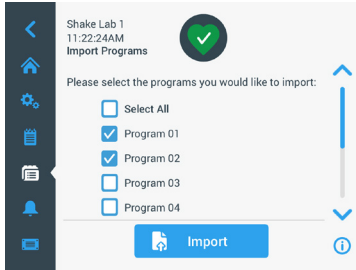 Shake Lab 1
11:22:24AM
Import Programs
Please select the programs you would like to import:
Select All
Program 01
Program 02
Program 03
Program 04
Import